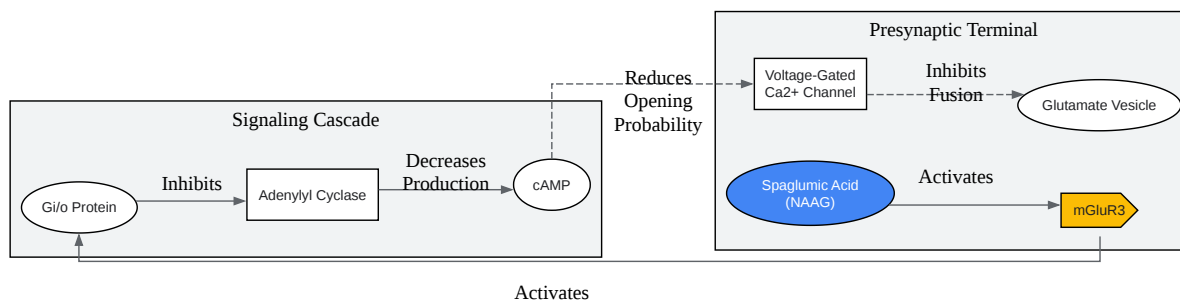 Presynaptic Terminal
Voltage-Gated
Ca2+ Channel
Inhibits
Fusion
Glutamate Vesicle
Reduces
Opening
Probability
Signaling Cascade
Gi/o Protein
Inhibits
Adenylyl Cyclase
Decreases
Production
cAMP
Spaglumic Acid
(NAAG)
Activates
mGluR3
Activates